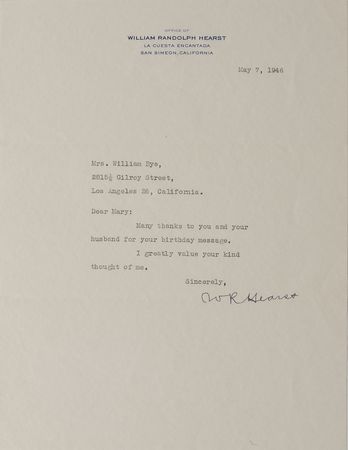 OFFICE OF
WILLIAM RANDOLPH HEARST
LA CUESTA ENCANTADA
SAN SIMEON, CALIFORNIA
May 7, 1946
Mrs. William Bye,
2815½ Gilroy Street,
Los Angeles 26, California.
Dear Mary:
Many thanks to you and your
husband for your birthday message.
I greatly value your kind
thought of me.
Sincerely,
W R Hearst